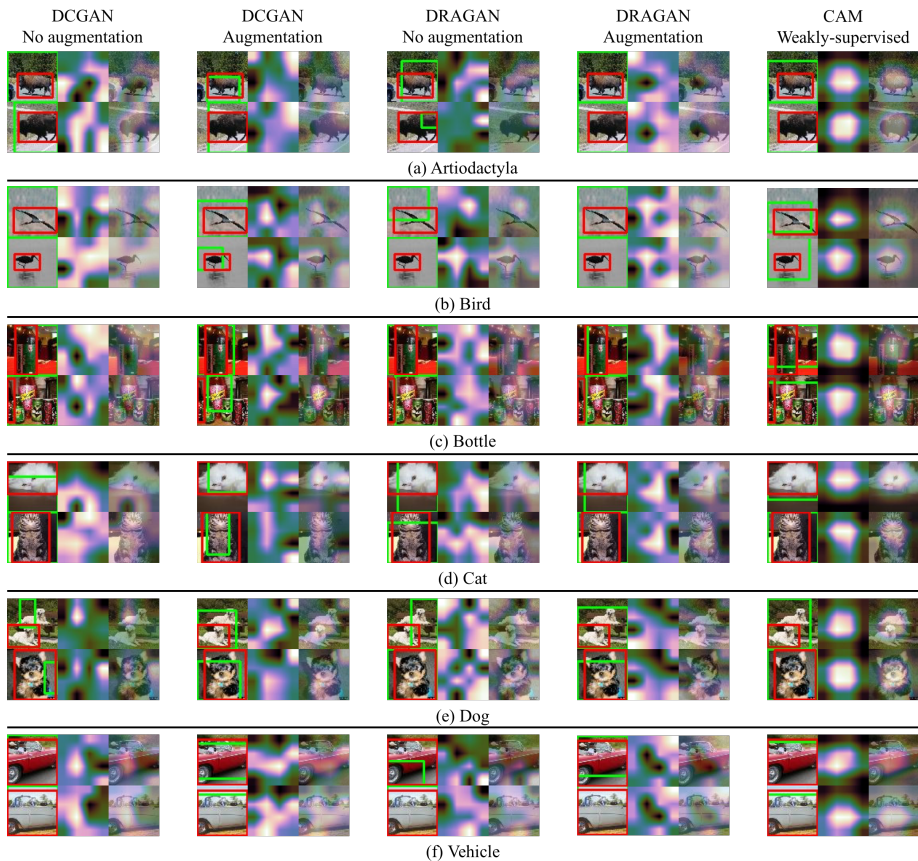 DCGAN DCGAN DRAGAN DRAGAN CAM
No augmentation Augmentation No augmentation Augmentation Weakly-supervised
(a) Artiodactyla
(b) Bird
(c) Bottle
(d) Cat
(e) Dog
(f) Vehicle